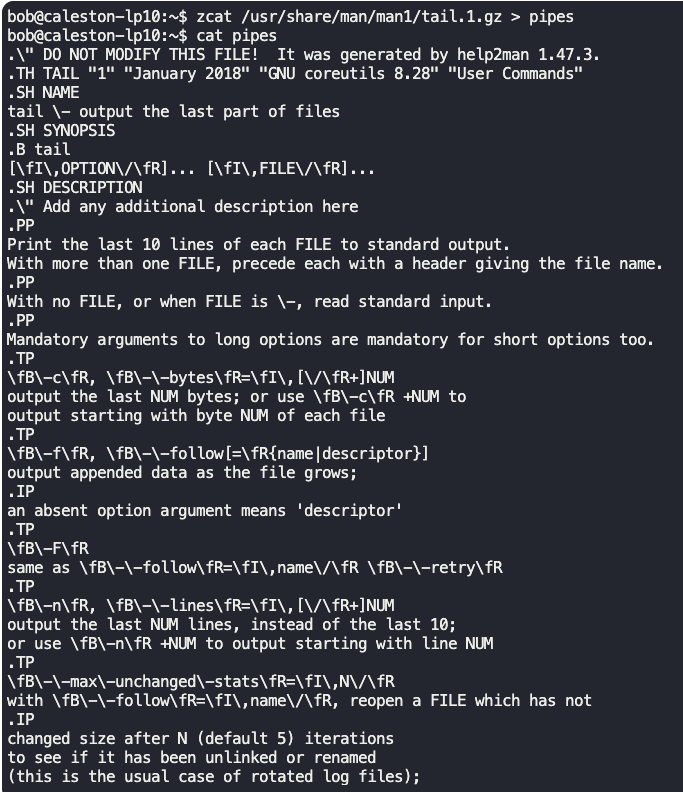 bob@caleston-lp10:~$ zcat /usr/share/man/man1/tail.1.gz > pipes
bob@caleston-lp10:~$ cat pipes
.\" DO NOT MODIFY THIS FILE!  It was generated by help2man 1.47.3.
.TH TAIL "1" "January 2018" "GNU coreutils 8.28" "User Commands"
.SH NAME
tail \- output the last part of files
.SH SYNOPSIS
.B tail
[\fI\,OPTION\/\fR]... [\fI\,FILE\/\fR]...
.SH DESCRIPTION
.\" Add any additional description here
.PP
Print the last 10 lines of each FILE to standard output.
With more than one FILE, precede each with a header giving the file name.
.PP
With no FILE, or when FILE is \-, read standard input.
.PP
Mandatory arguments to long options are mandatory for short options too.
.TP
\fB\-c\fR, \fB\-\-bytes\fR=\fI\,[\/\fR+]NUM
output the last NUM bytes; or use \fB\-c\fR +NUM to
output starting with byte NUM of each file
.TP
\fB\-f\fR, \fB\-\-follow[=\fR{name|descriptor}]
output appended data as the file grows;
.IP
an absent option argument means 'descriptor'
.TP
\fB\-F\fR
same as \fB\-\-follow\fR=\fI\,name\/\fR \fB\-\-retry\fR
.TP
\fB\-n\fR, \fB\-\-lines\fR=\fI\,[\/\fR+]NUM
output the last NUM lines, instead of the last 10;
or use \fB\-n\fR +NUM to output starting with line NUM
.TP
\fB\-\-max\-unchanged\-stats\fR=\fI\,N\/\fR
with \fB\-\-follow\fR=\fI\,name\/\fR, reopen a FILE which has not
.IP
changed size after N (default 5) iterations
to see if it has been unlinked or renamed
(this is the usual case of rotated log files);